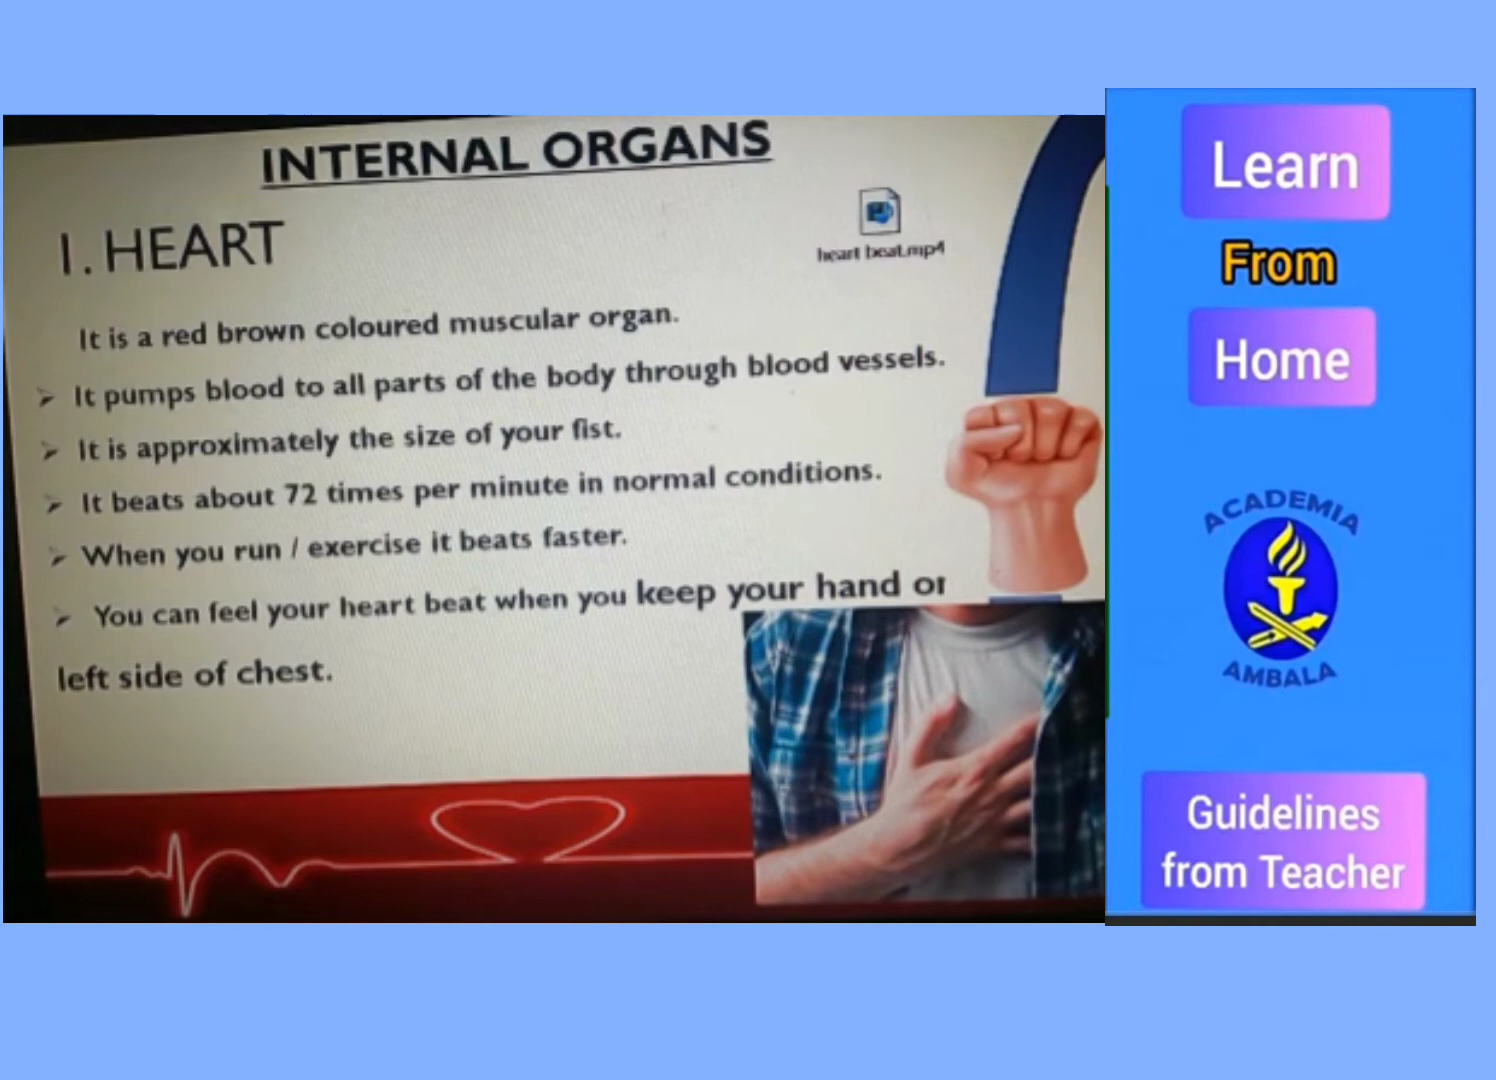 INTERNAL ORGANS
1. HEART
heart beat.mp4
It is a red brown coloured muscular organ.
➢ It pumps blood to all parts of the body through blood vessels.
➢ It is approximately the size of your fist.
➢ It beats about 72 times per minute in normal conditions.
➢ When you run / exercise it beats faster.
➢ You can feel your heart beat when you keep your hand or
left side of chest.
Learn
From
Home
ACADEMIA
AMBALA
Guidelines
from Teacher